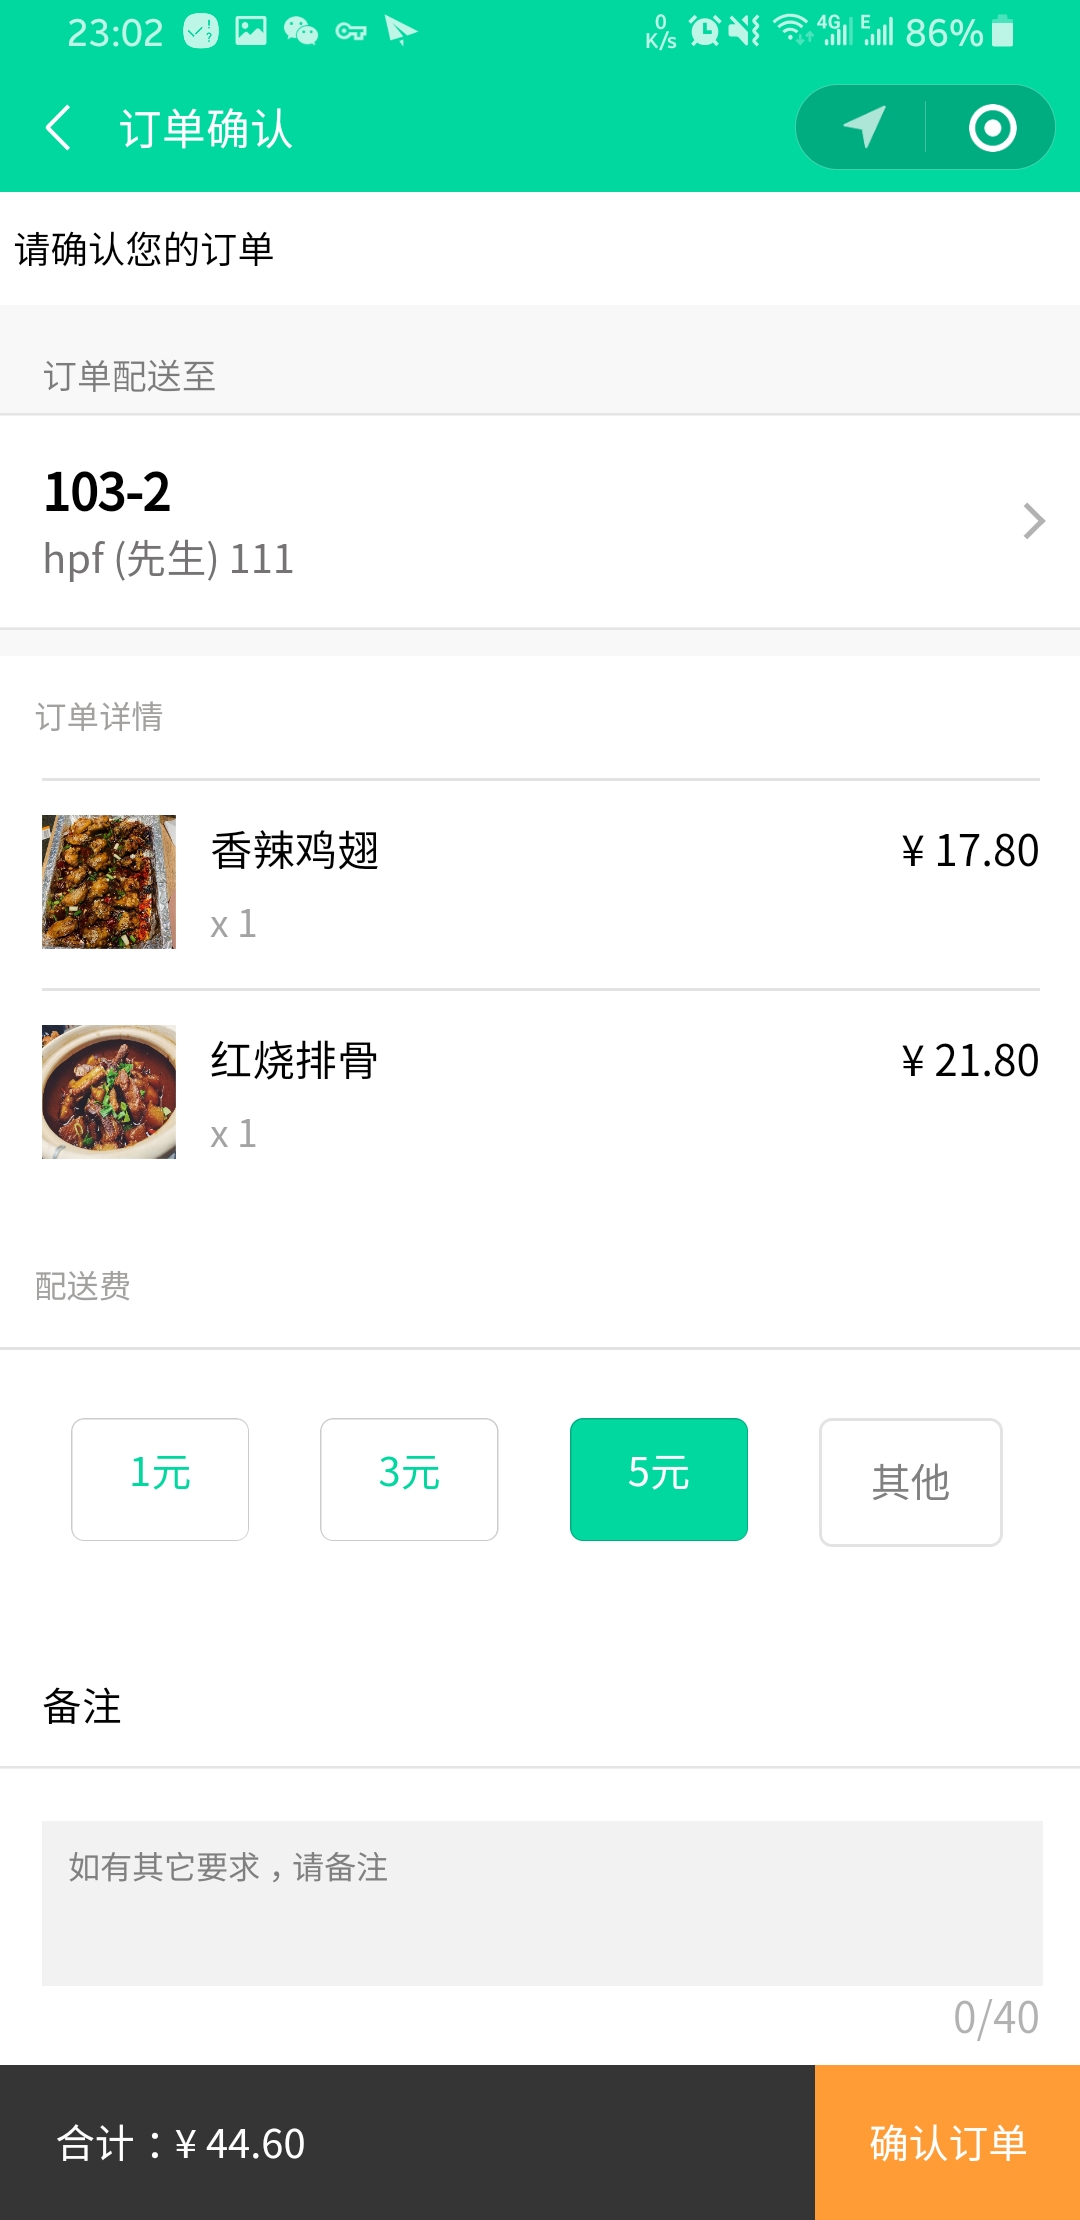 23:02
0 K/s 4G E 86%
订单确认
请确认您的订单
订单配送至
103-2
hpf (先生) 111
订单详情
香辣鸡翅 ¥ 17.80
x 1
红烧排骨 ¥ 21.80
x 1
配送费
1元 3元 5元 其他
备注
如有其它要求，请备注
0/40
合计：¥ 44.60 确认订单